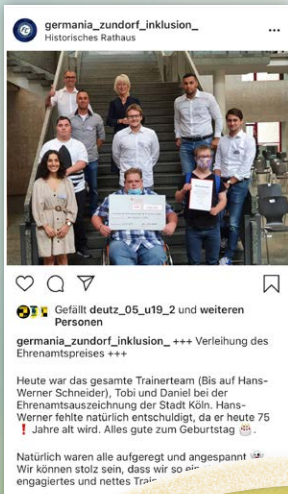 germania_zundorf_inklusion_
Historisches Rathaus
Gefällt deutz_05_u19_2 und weiteren
Personen
germania_zundorf_inklusion_ +++ Verleihung des
Ehrenamtspreises +++
Heute war das gesamte Trainerteam (Bis auf Hans-
Werner Schneider), Tobi und Daniel bei der
Ehrenamtsauszeichnung der Stadt Köln. Hans-
Werner fehlte natürlich entschuldigt, da er heute 75
❗ Jahre alt wird. Alles gute zum Geburtstag 🎂.
Natürlich waren alle aufgeregt und angespannt
Wir können stolz sein, dass wir so ein
engagiertes und nettes